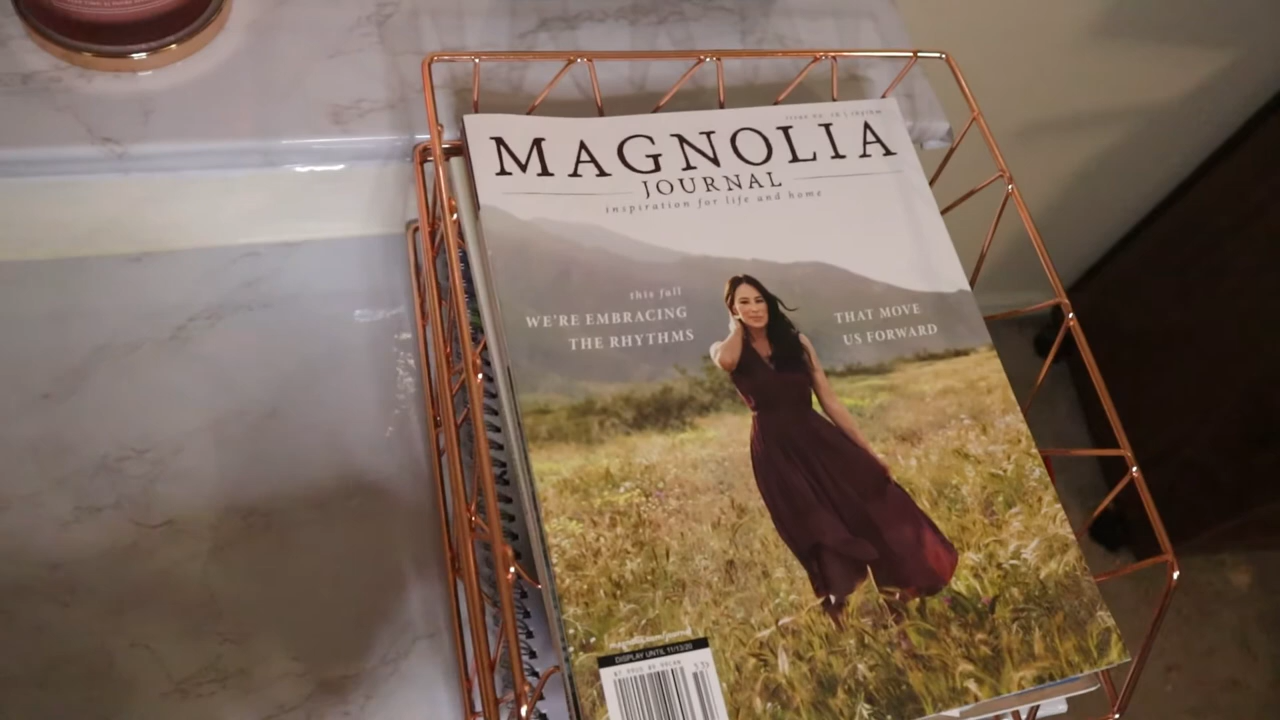 MAGNOLIA
JOURNAL
inspiration for life and home
this fall
WE'RE EMBRACING
THE RHYTHMS
THAT MOVE
US FORWARD
DISPLAY UNTIL 11/13/20